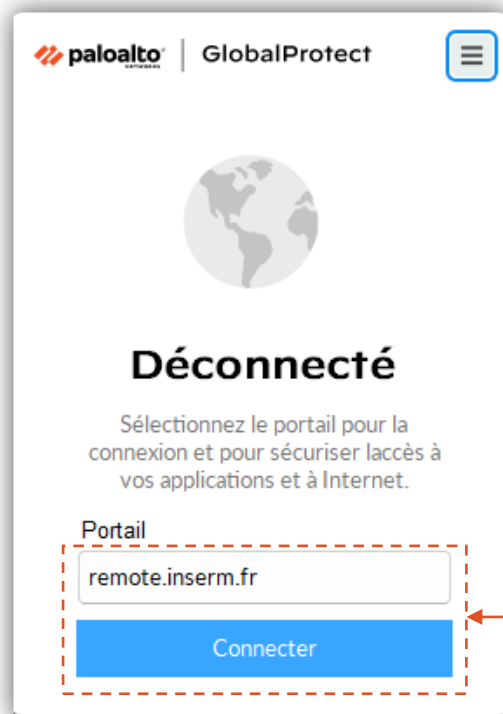 paloalto | GlobalProtect
NETWORKS
Déconnecté
Sélectionnez le portail pour la
connexion et pour sécuriser laccès à
vos applications et à Internet.
Portail
remote.inserm.fr
Connecter